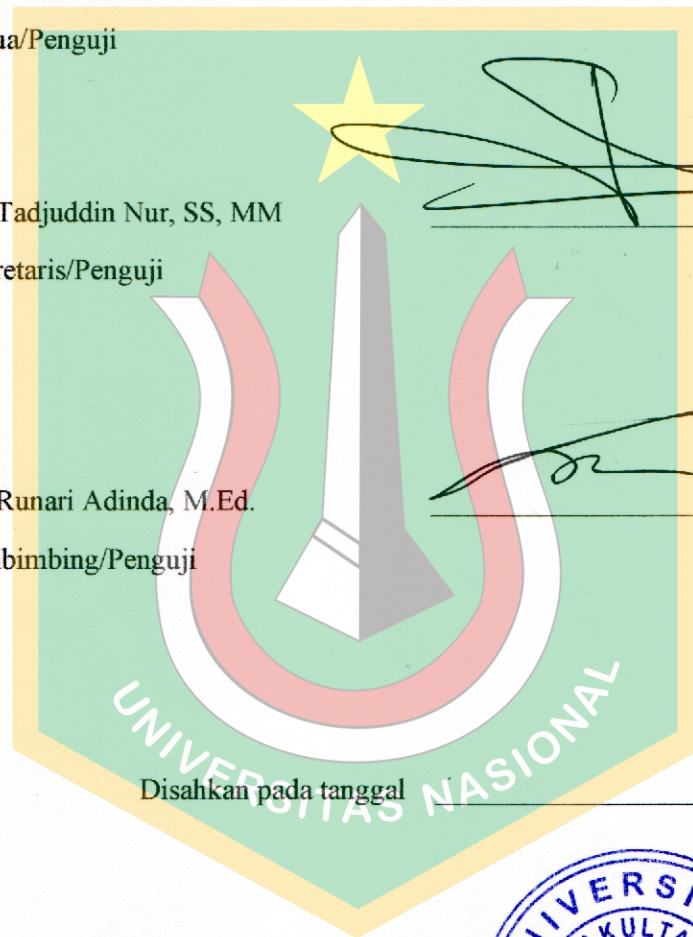 ua/Penguji
Tadjuddin Nur, SS, MM
retaris/Penguji
Runari Adinda, M.Ed.
bimbing/Penguji
UNIVERSITAS NASIONAL
Disahkan pada tanggal
IVERSI
KULTA